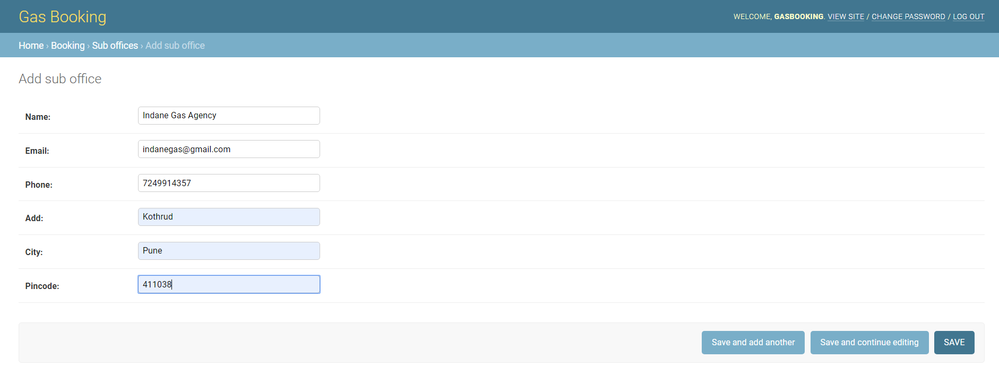 Gas Booking
WELCOME, GASBOOKING. VIEW SITE / CHANGE PASSWORD / LOG OUT
Home › Booking › Sub offices › Add sub office
Add sub office
Name: Indane Gas Agency
Email: indanegas@gmail.com
Phone: 7249914357
Add: Kothrud
City: Pune
Pincode: 411038
Save and add another Save and continue editing SAVE